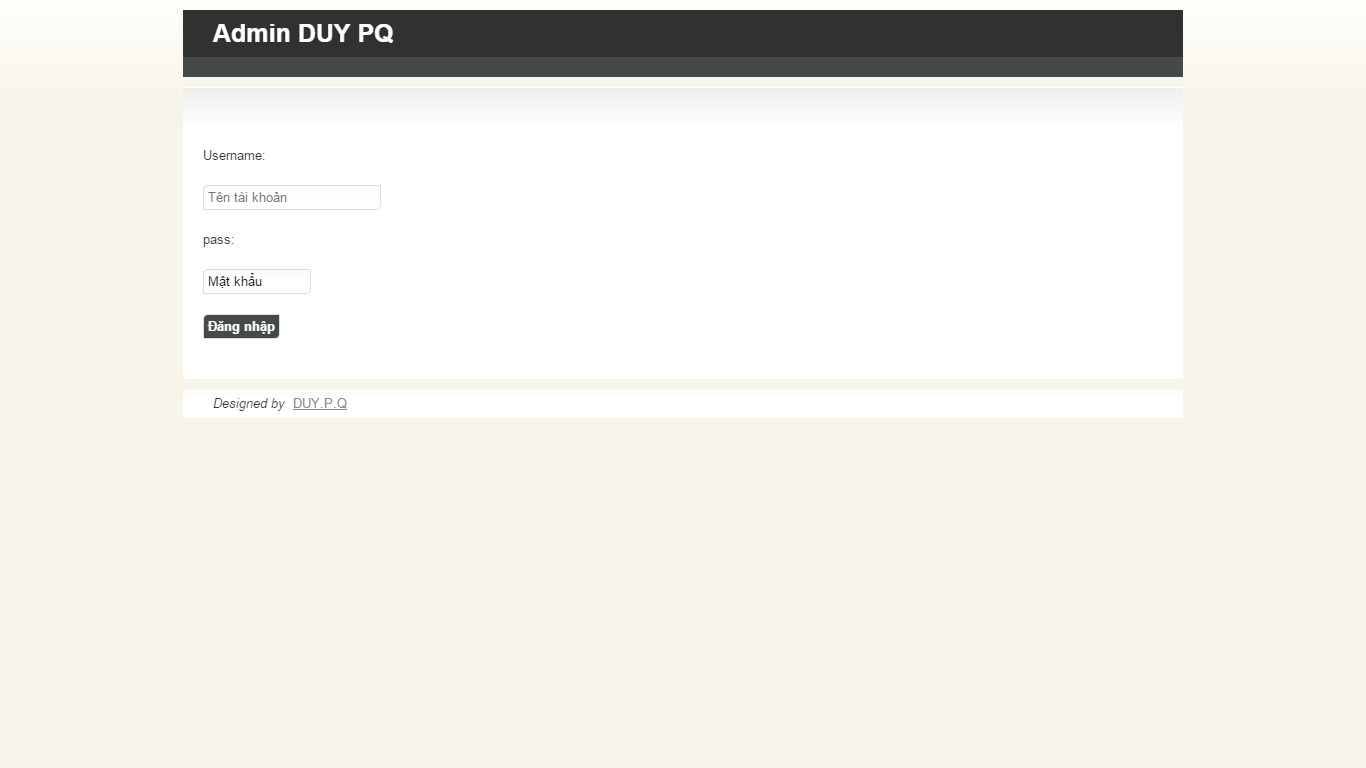 Admin DUY PQ
Username:
Tên tài khoản
pass:
Mật khẩu
Đăng nhập
Designed by DUY.P.Q